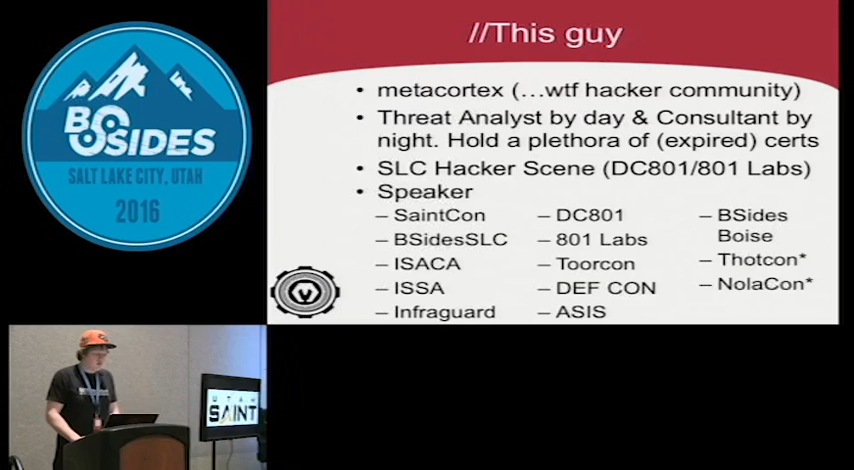 BSIDES
SALT LAKE CITY, UTAH
2016
//This guy
• metacortex (…wtf hacker community)
• Threat Analyst by day & Consultant by
night. Hold a plethora of (expired) certs
• SLC Hacker Scene (DC801/801 Labs)
• Speaker
– SaintCon
– BSidesSLC
– ISACA
– ISSA
– Infraguard
– DC801
– 801 Labs
– Toorcon
– DEF CON
– ASIS
– BSides
Boise
– Thotcon*
– NolaCon*
UTAH
SAINT